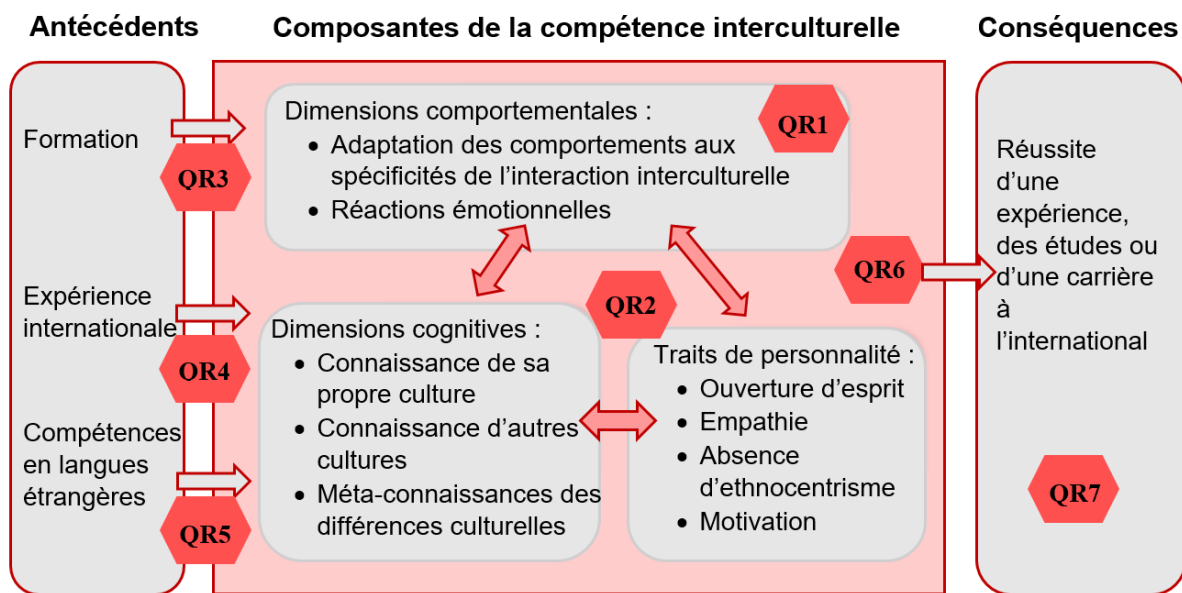 Antécédents
Composantes de la compétence interculturelle
Conséquences
Formation
QR3
Expérience
internationale
QR4
Compétences
en langues
étrangères
QR5
Dimensions comportementales :
QR1
• Adaptation des comportements aux
spécificités de l’interaction interculturelle
• Réactions émotionnelles
QR2
Dimensions cognitives :
• Connaissance de sa
propre culture
• Connaissance d’autres
cultures
• Méta-connaissances des
différences culturelles
Traits de personnalité :
• Ouverture d’esprit
• Empathie
• Absence
d’ethnocentrisme
• Motivation
QR6
Réussite
d’une
expérience,
des études ou
d’une carrière
à
l’international
QR7